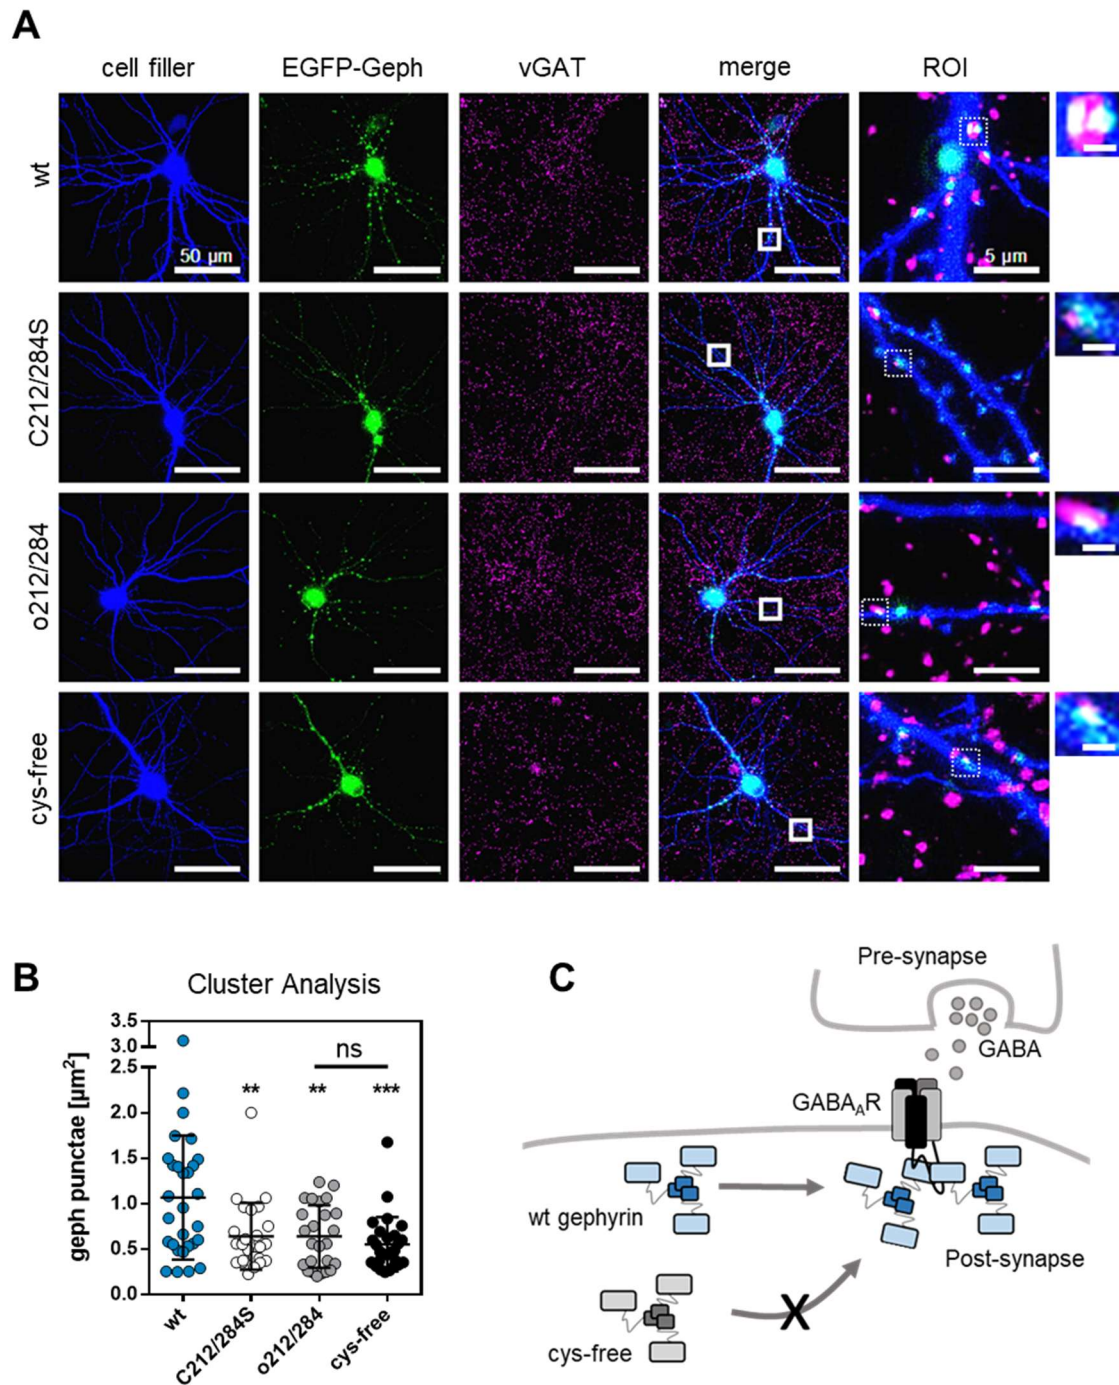 A
cell filler EGFP-Geph vGAT merge ROI
wt
50 µm
5 µm
C212/284S
o212/284
cys-free
B
Cluster Analysis
geph punctae [µm²]
3.5
3.0
2.5
2.0
1.5
1.0
0.5
0.0
ns
** ** ***
wt C212/284S o212/284 cys-free
C
Pre-synapse
GABA
GABA_AR
wt gephyrin
Post-synapse
X
cys-free